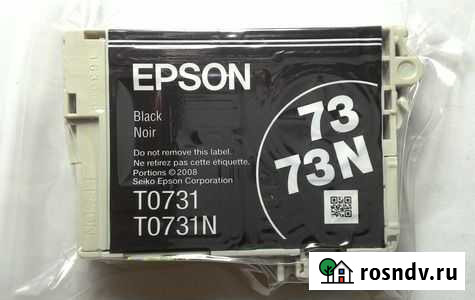 EPSON
Black
Noir
Do not remove this label.
Ne retirez pas cette étiquette.
Portions ©2008
Seiko Epson Corporation
T0731
T0731N
73
73N
rosndv.ru